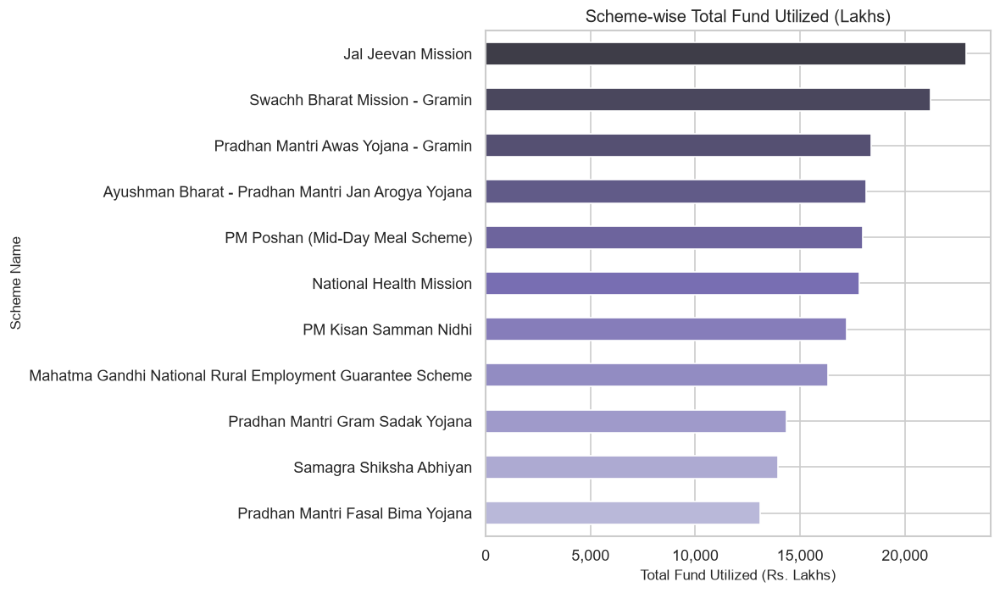 Scheme-wise Total Fund Utilized (Lakhs)
Scheme Name
Jal Jeevan Mission
Swachh Bharat Mission - Gramin
Pradhan Mantri Awas Yojana - Gramin
Ayushman Bharat - Pradhan Mantri Jan Arogya Yojana
PM Poshan (Mid-Day Meal Scheme)
National Health Mission
PM Kisan Samman Nidhi
Mahatma Gandhi National Rural Employment Guarantee Scheme
Pradhan Mantri Gram Sadak Yojana
Samagra Shiksha Abhiyan
Pradhan Mantri Fasal Bima Yojana
0 5,000 10,000 15,000 20,000
Total Fund Utilized (Rs. Lakhs)